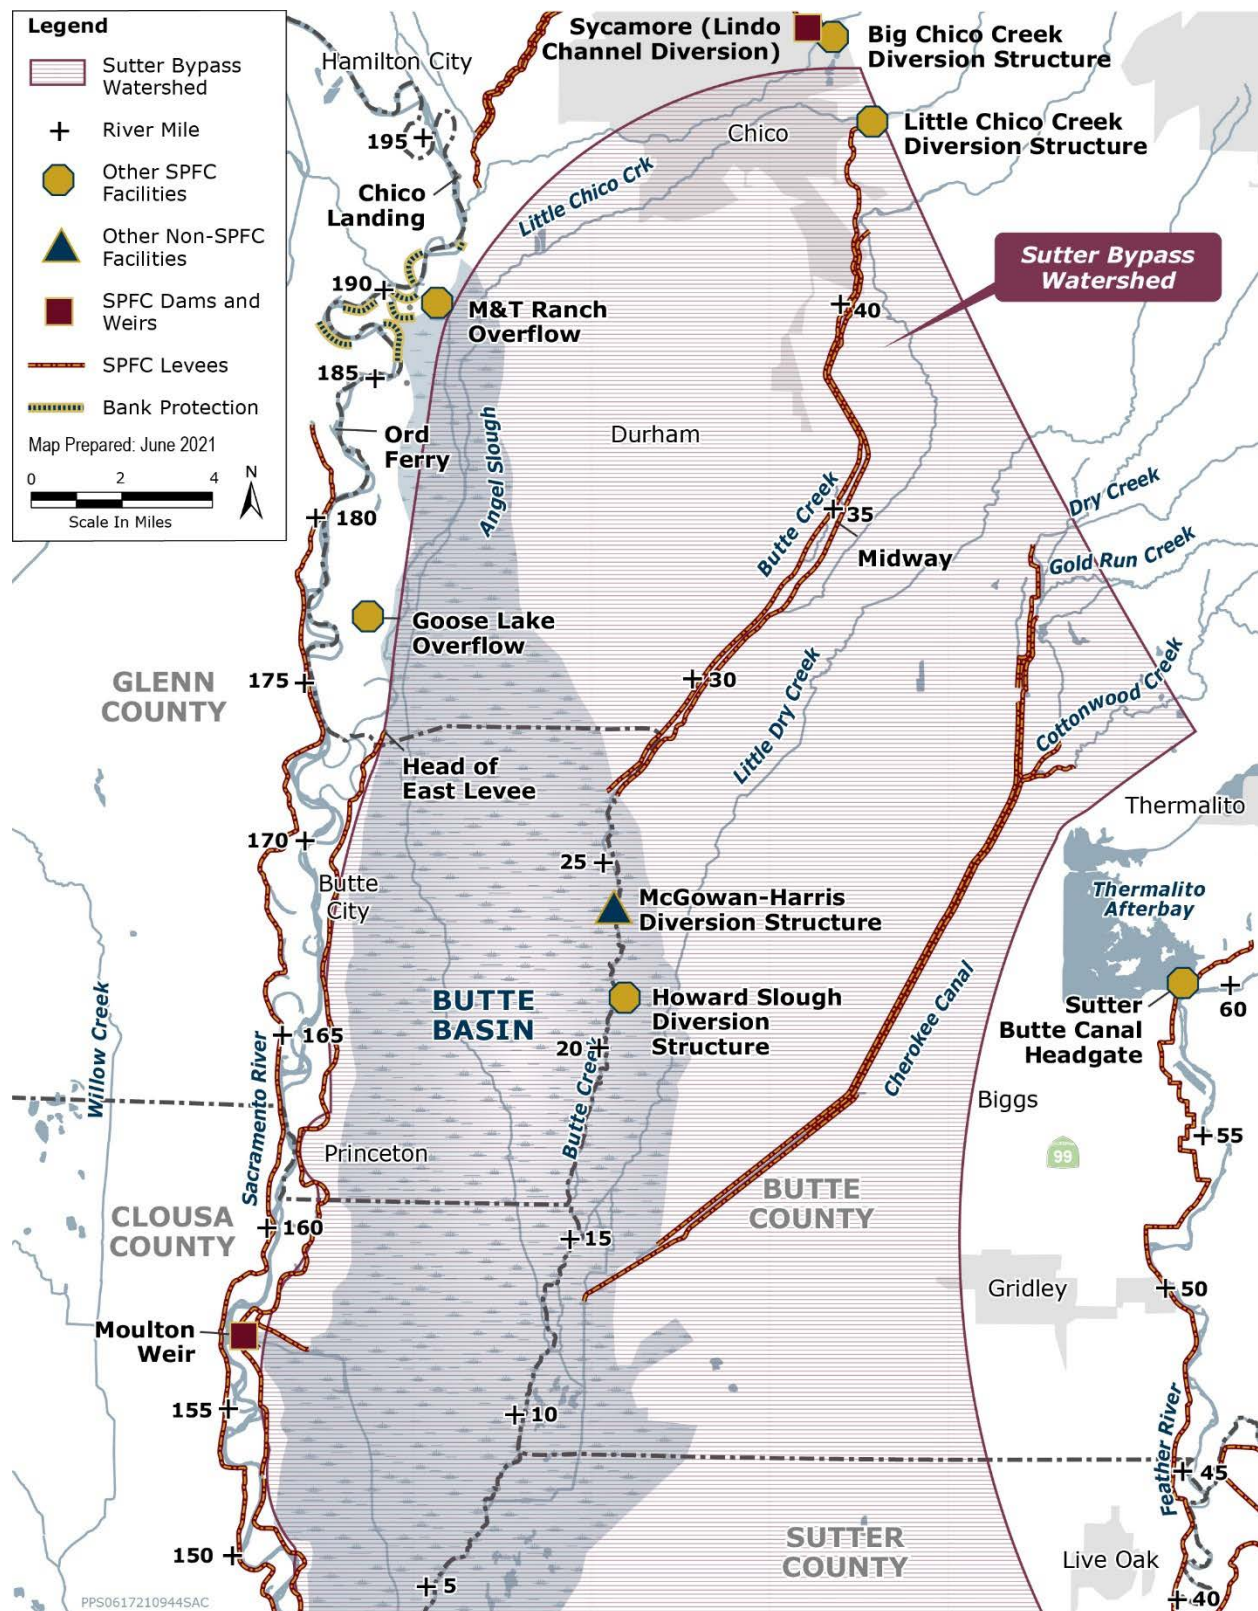 Legend
Sutter Bypass
Watershed
River Mile
Other SPFC
Facilities
Other Non-SPFC
Facilities
SPFC Dams and
Weirs
SPFC Levees
Bank Protection
Map Prepared: June 2021
0 2 4
N
Scale In Miles
Sycamore (Lindo
Channel Diversion)
Big Chico Creek
Diversion Structure
Hamilton City
195
Chico
Little Chico Creek
Diversion Structure
Chico
Landing
Little Chico Crk
Sutter Bypass
Watershed
190
M&T Ranch
Overflow
40
185
Ord
Ferry
Durham
Angel Slough
180
Butte Creek
35
Midway
Dry Creek
Gold Run Creek
Goose Lake
Overflow
GLENN
COUNTY
175
30
Little Dry Creek
Cottonwood Creek
Head of
East Levee
Thermalito
170
25
Butte
City
McGowan-Harris
Diversion Structure
Thermalito
Afterbay
BUTTE
BASIN
Howard Slough
Diversion
Structure
Sutter
Butte Canal
Headgate
60
Willow Creek
165
20
Cherokee Canal
Sacramento River
Butte Creek
Biggs
55
99
Princeton
CLOUSA
COUNTY
160
15
BUTTE
COUNTY
Gridley
50
Moulton
Weir
155
10
Feather River
45
SUTTER
COUNTY
150
5
Live Oak
40
PPS0617210944SAC